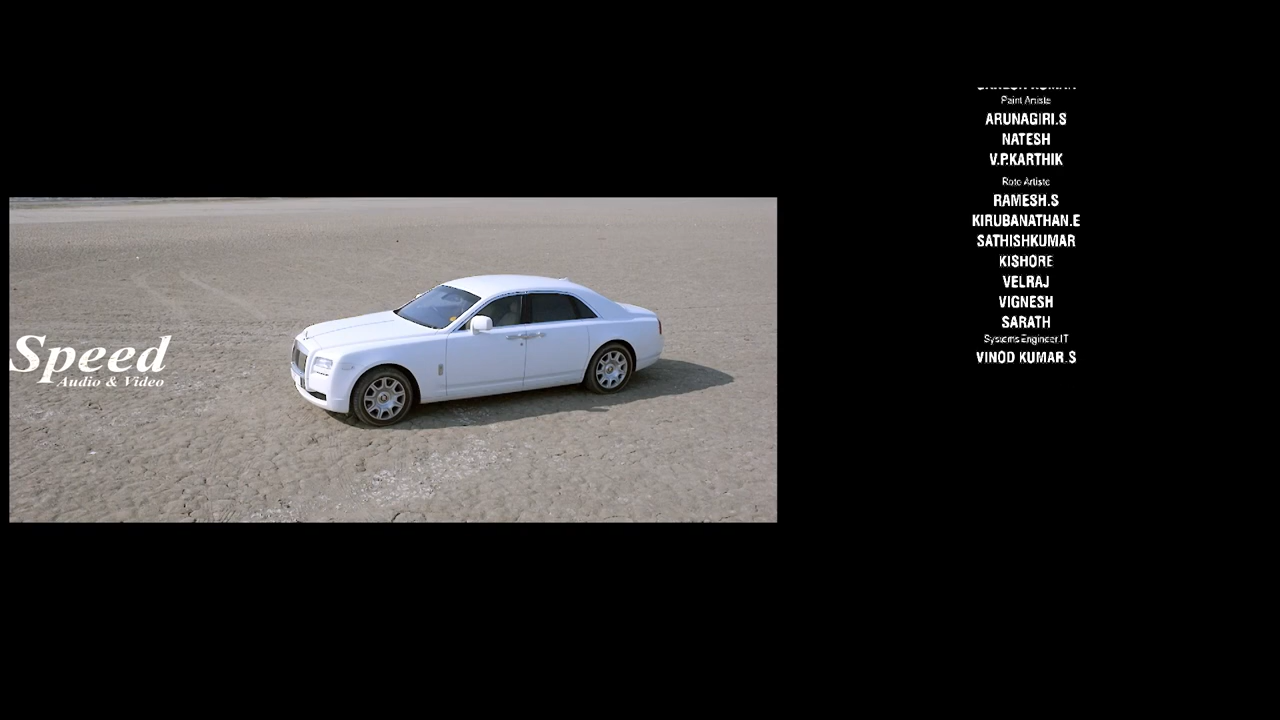 Speed
Audio & Video
Paint Artiste
ARUNAGIRI.S
NATESH
V.P.KARTHIK
Roto Artiste
RAMESH.S
KIRUBANATHAN.E
SATHISHKUMAR
KISHORE
VELRAJ
VIGNESH
SARATH
Systems Engineer.IT
VINOD KUMAR.S